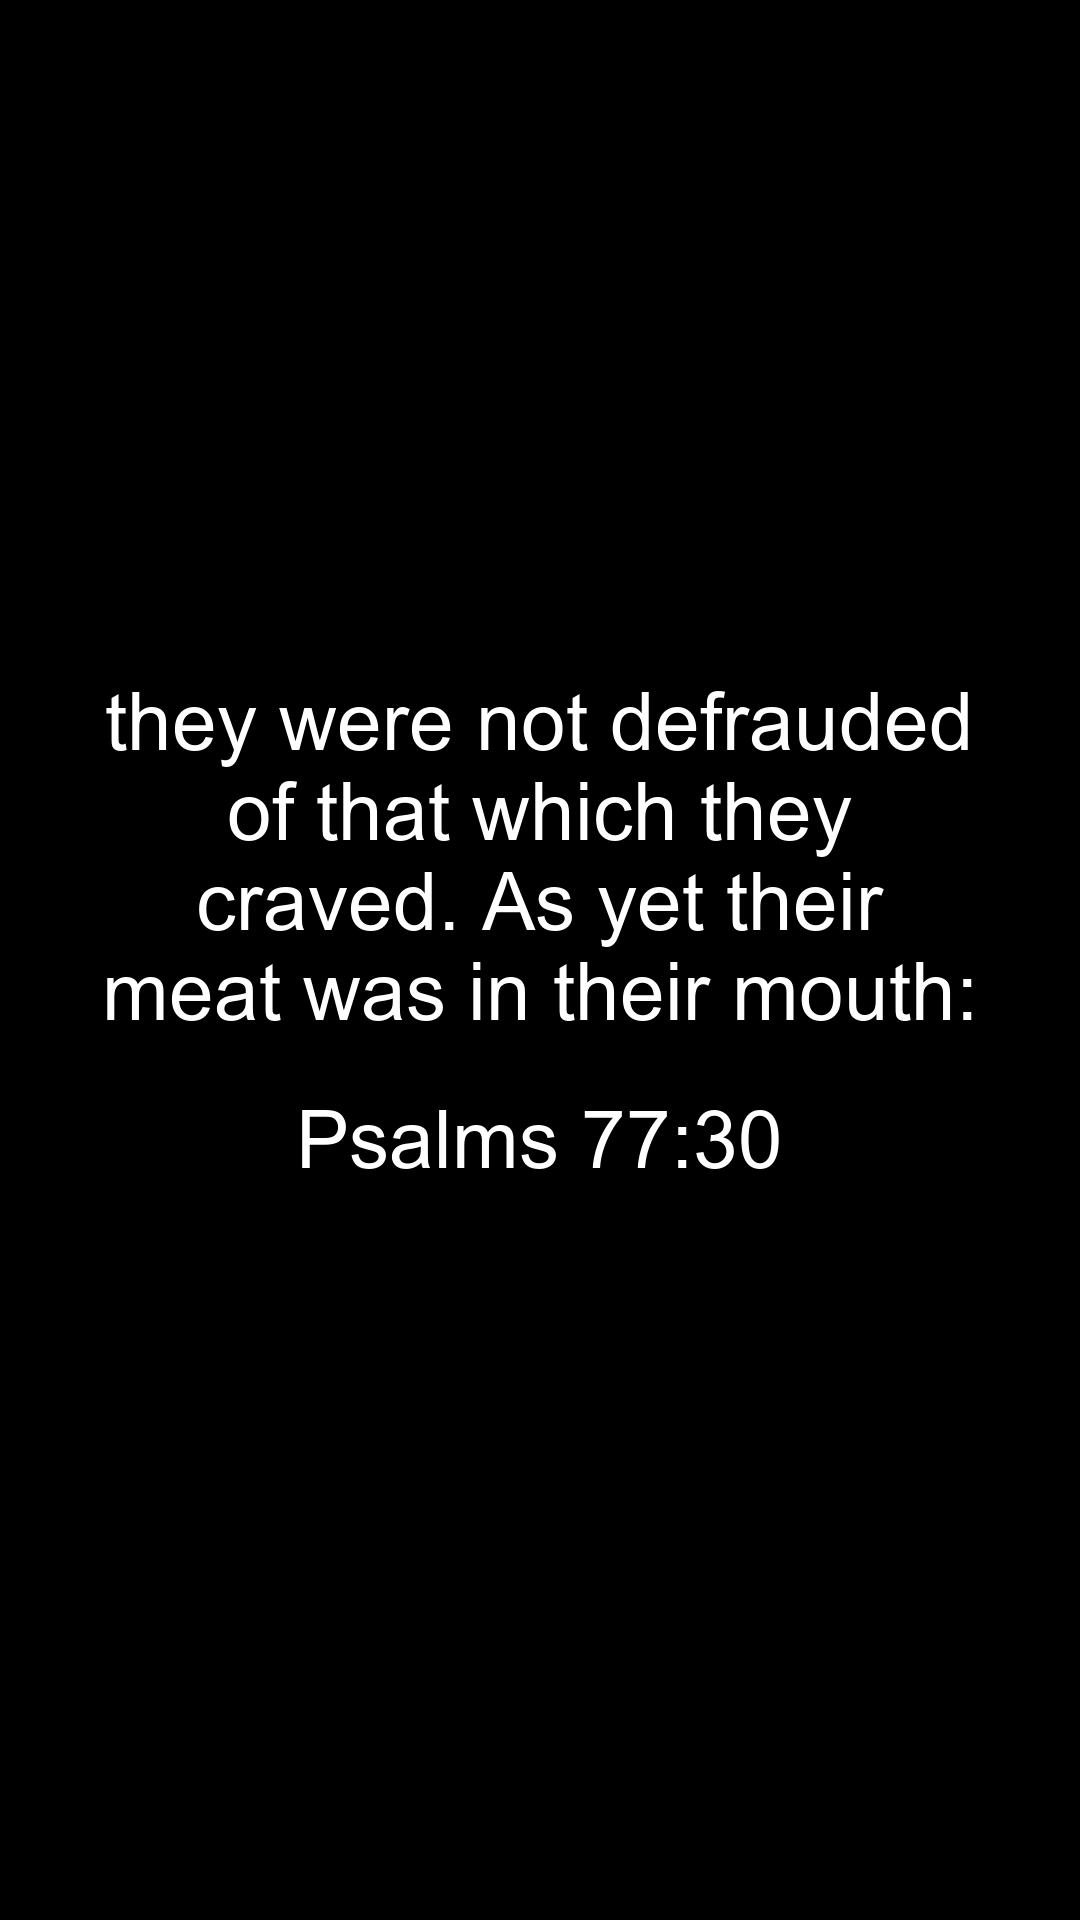 they were not defrauded
of that which they
craved. As yet their
meat was in their mouth:
Psalms 77:30